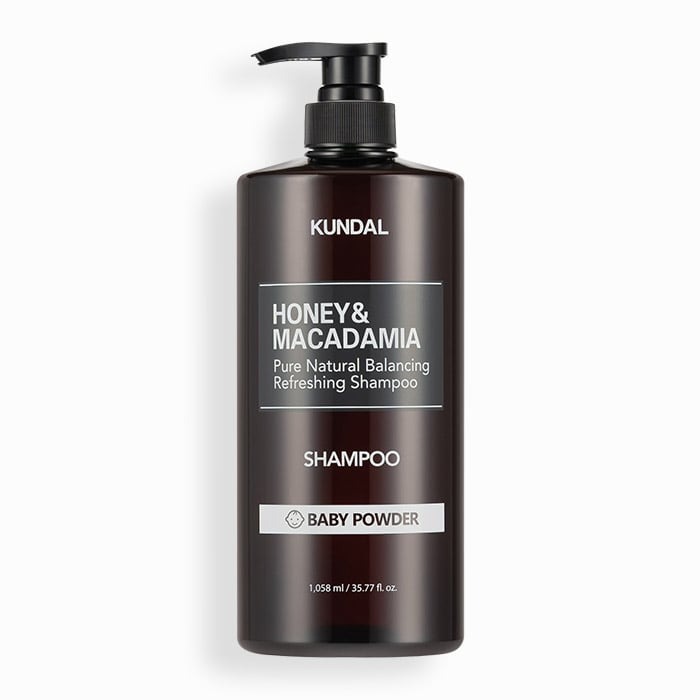 KUNDAL
HONEY&
MACADAMIA
Pure Natural Balancing
Refreshing Shampoo
SHAMPOO
BABY POWDER
1,058 ml / 35.77 fl. oz.